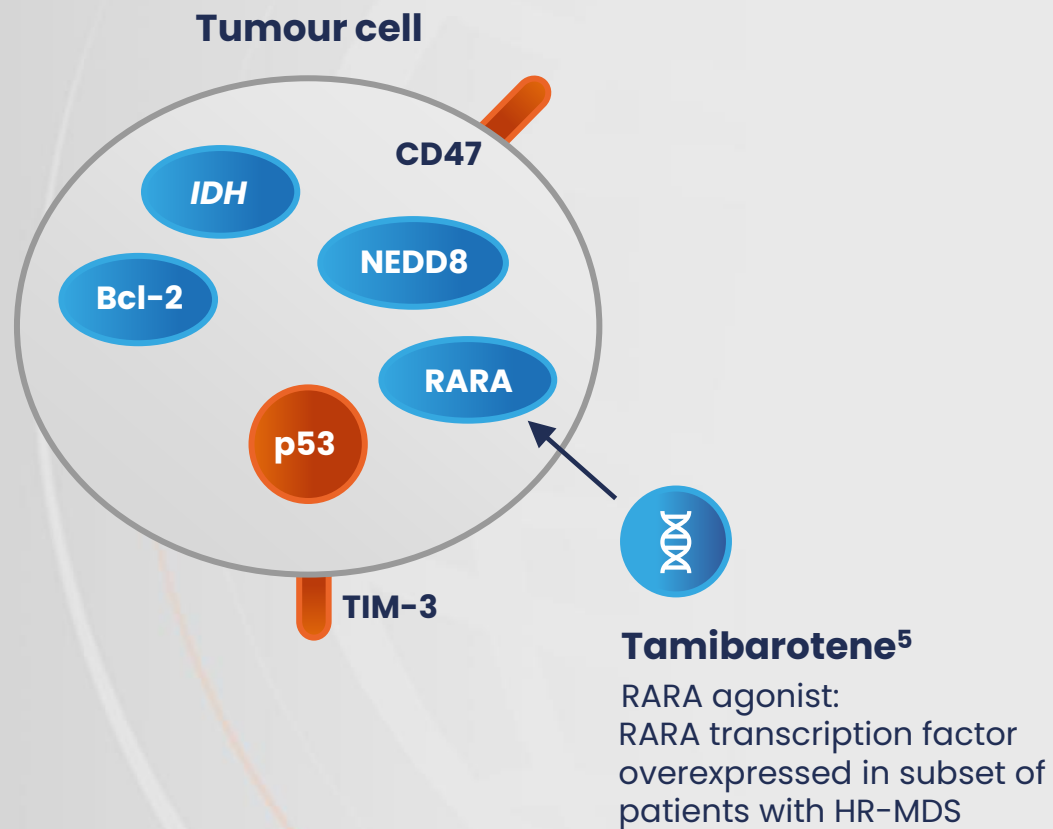 Tumour cell
CD47
IDH
NEDD8
Bcl-2
RARA
p53
TIM-3
Tamibarotene⁵
RARA agonist:
RARA transcription factor
overexpressed in subset of
patients with HR-MDS